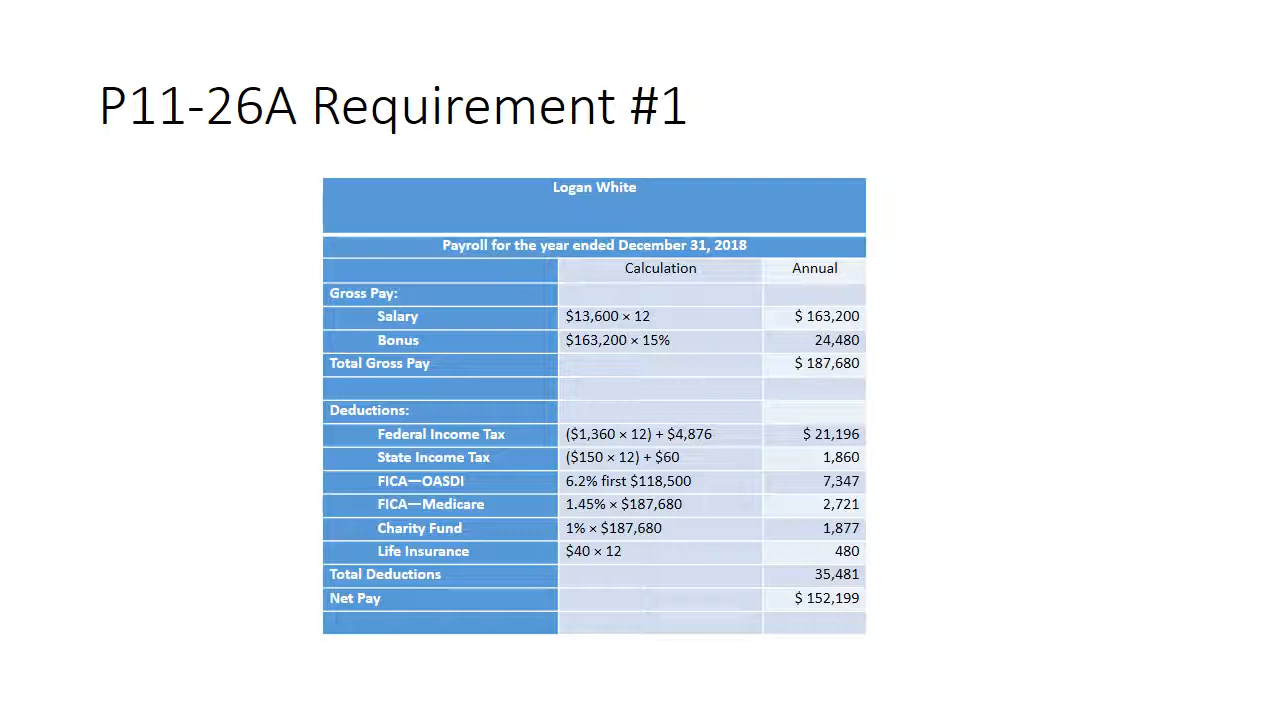 P11-26A Requirement #1
Logan White
Payroll for the year ended December 31, 2018
Calculation Annual
Gross Pay:
Salary $13,600 × 12 $ 163,200
Bonus $163,200 × 15% 24,480
Total Gross Pay $ 187,680
Deductions:
Federal Income Tax ($1,360 × 12) + $4,876 $ 21,196
State Income Tax ($150 × 12) + $60 1,860
FICA—OASDI 6.2% first $118,500 7,347
FICA—Medicare 1.45% × $187,680 2,721
Charity Fund 1% × $187,680 1,877
Life Insurance $40 × 12 480
Total Deductions 35,481
Net Pay $ 152,199